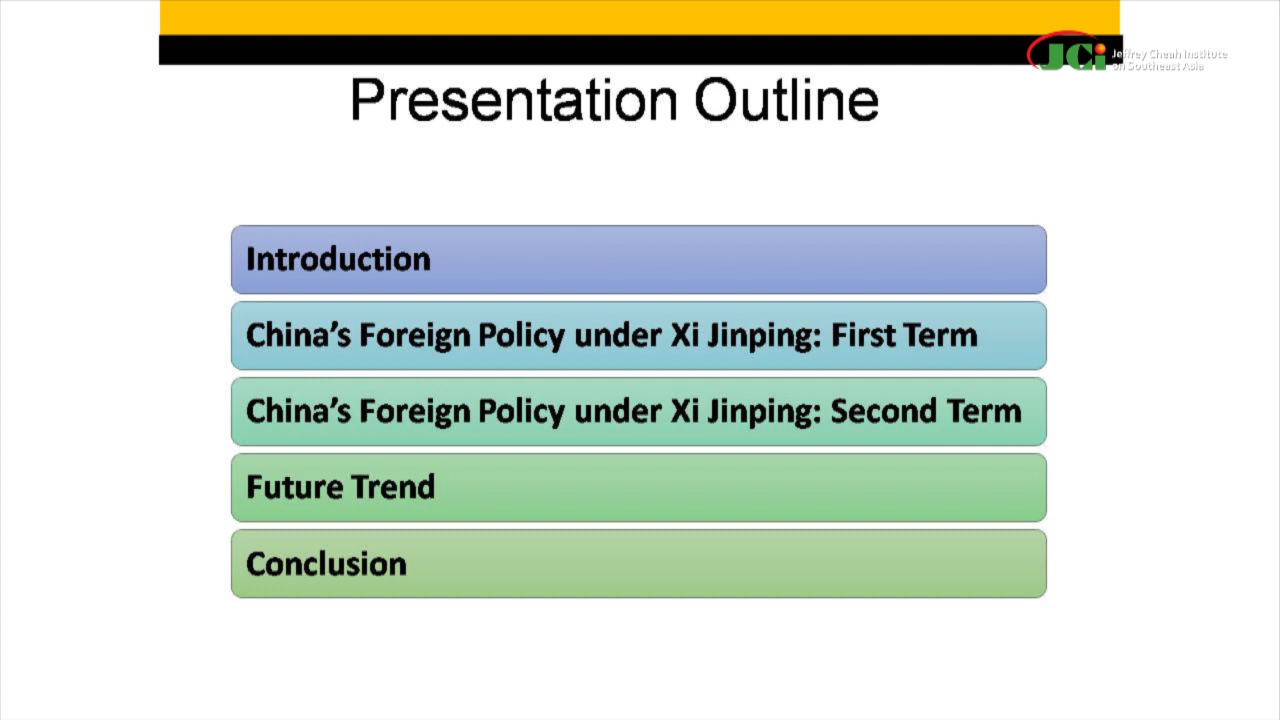 JCi Jeffrey Cheah Institute
on Southeast Asia
Presentation Outline
Introduction
China’s Foreign Policy under Xi Jinping: First Term
China’s Foreign Policy under Xi Jinping: Second Term
Future Trend
Conclusion